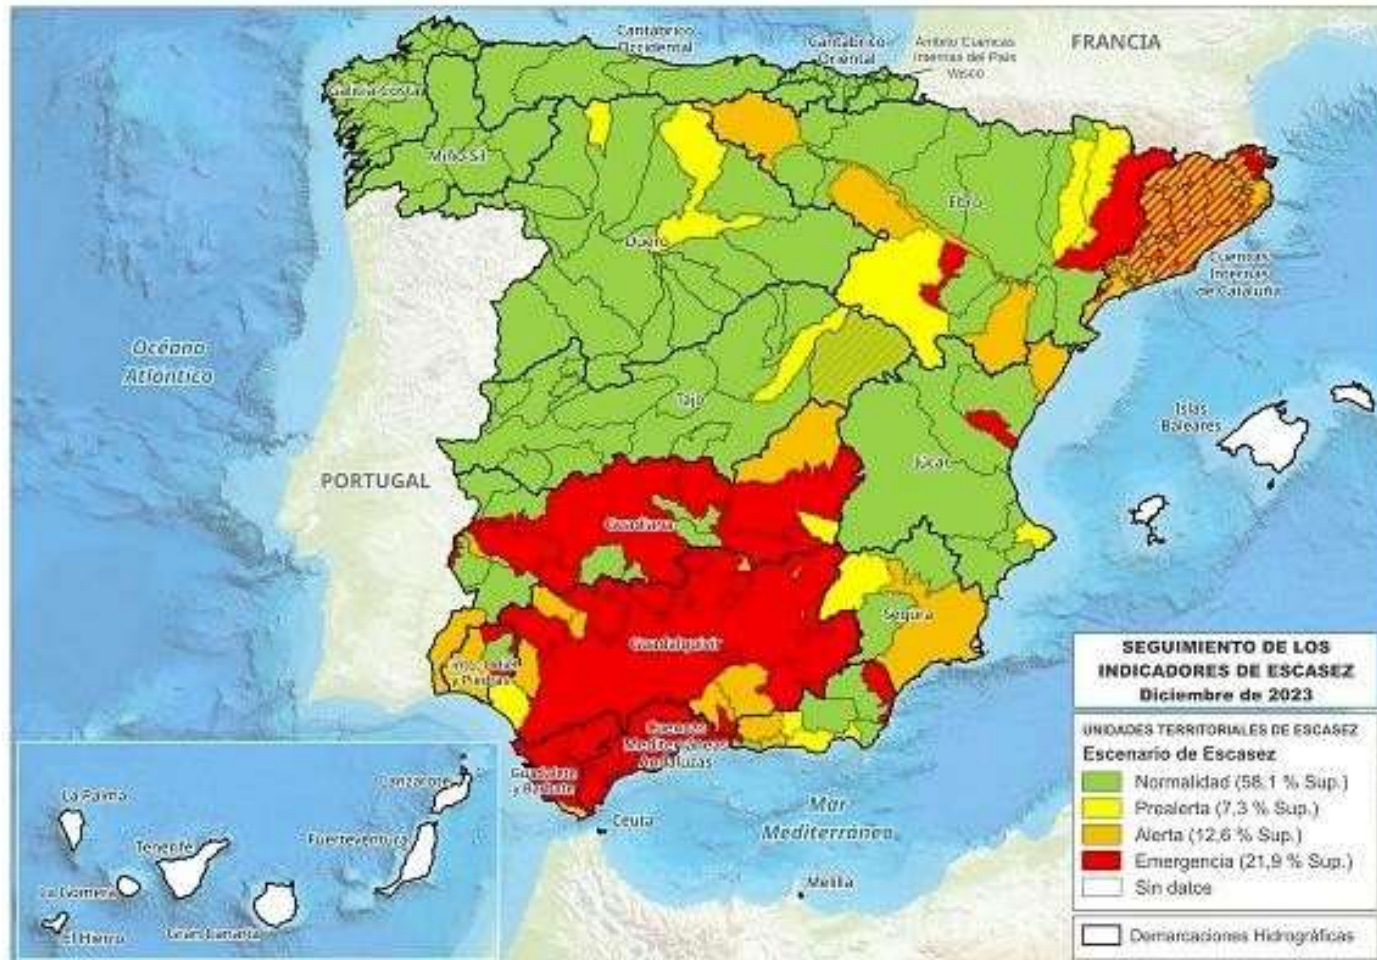 Cantábrico
Occidental
Cantábrico
Oriental
Ámbito Cuencas
Internas del País
Vasco
FRANCIA
Galicia-Costa
Miño-Sil
Duero
Ebro
Cuencas
Internas
de Cataluña
Océano
Atlántico
Tajo
Islas
Baleares
PORTUGAL
Júcar
Guadiana
Segura
Guadalquivir
Tinto, Odiel
y Piedras
Cuencas
Mediterráneas
Andaluzas
Guadalete
y Barbate
Ceuta
Mar
Mediterráneo
Melilla
La Palma
Lanzarote
Tenerife
Fuerteventura
La Gomera
El Hierro
Gran Canaria
SEGUIMIENTO DE LOS
INDICADORES DE ESCASEZ
Diciembre de 2023
UNIDADES TERRITORIALES DE ESCASEZ
Escenario de Escasez
Normalidad (58,1 % Sup.)
Prealerta (7,3 % Sup.)
Alerta (12,6 % Sup.)
Emergencia (21,9 % Sup.)
Sin datos
Demarcaciones Hidrográficas